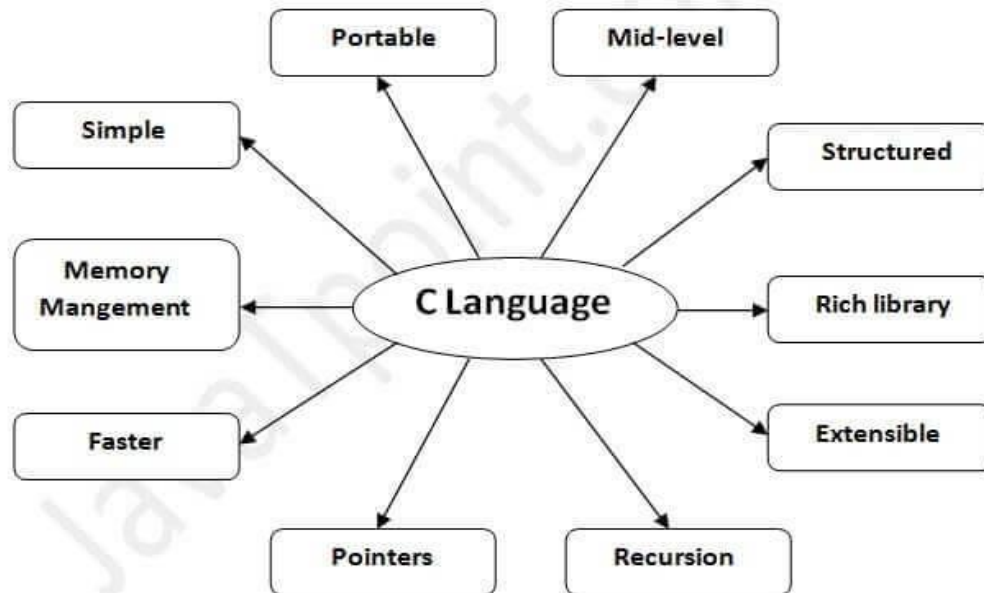 Portable
Mid-level
Simple
Structured
Memory
Mangement
C Language
Rich library
Faster
Extensible
Pointers
Recursion